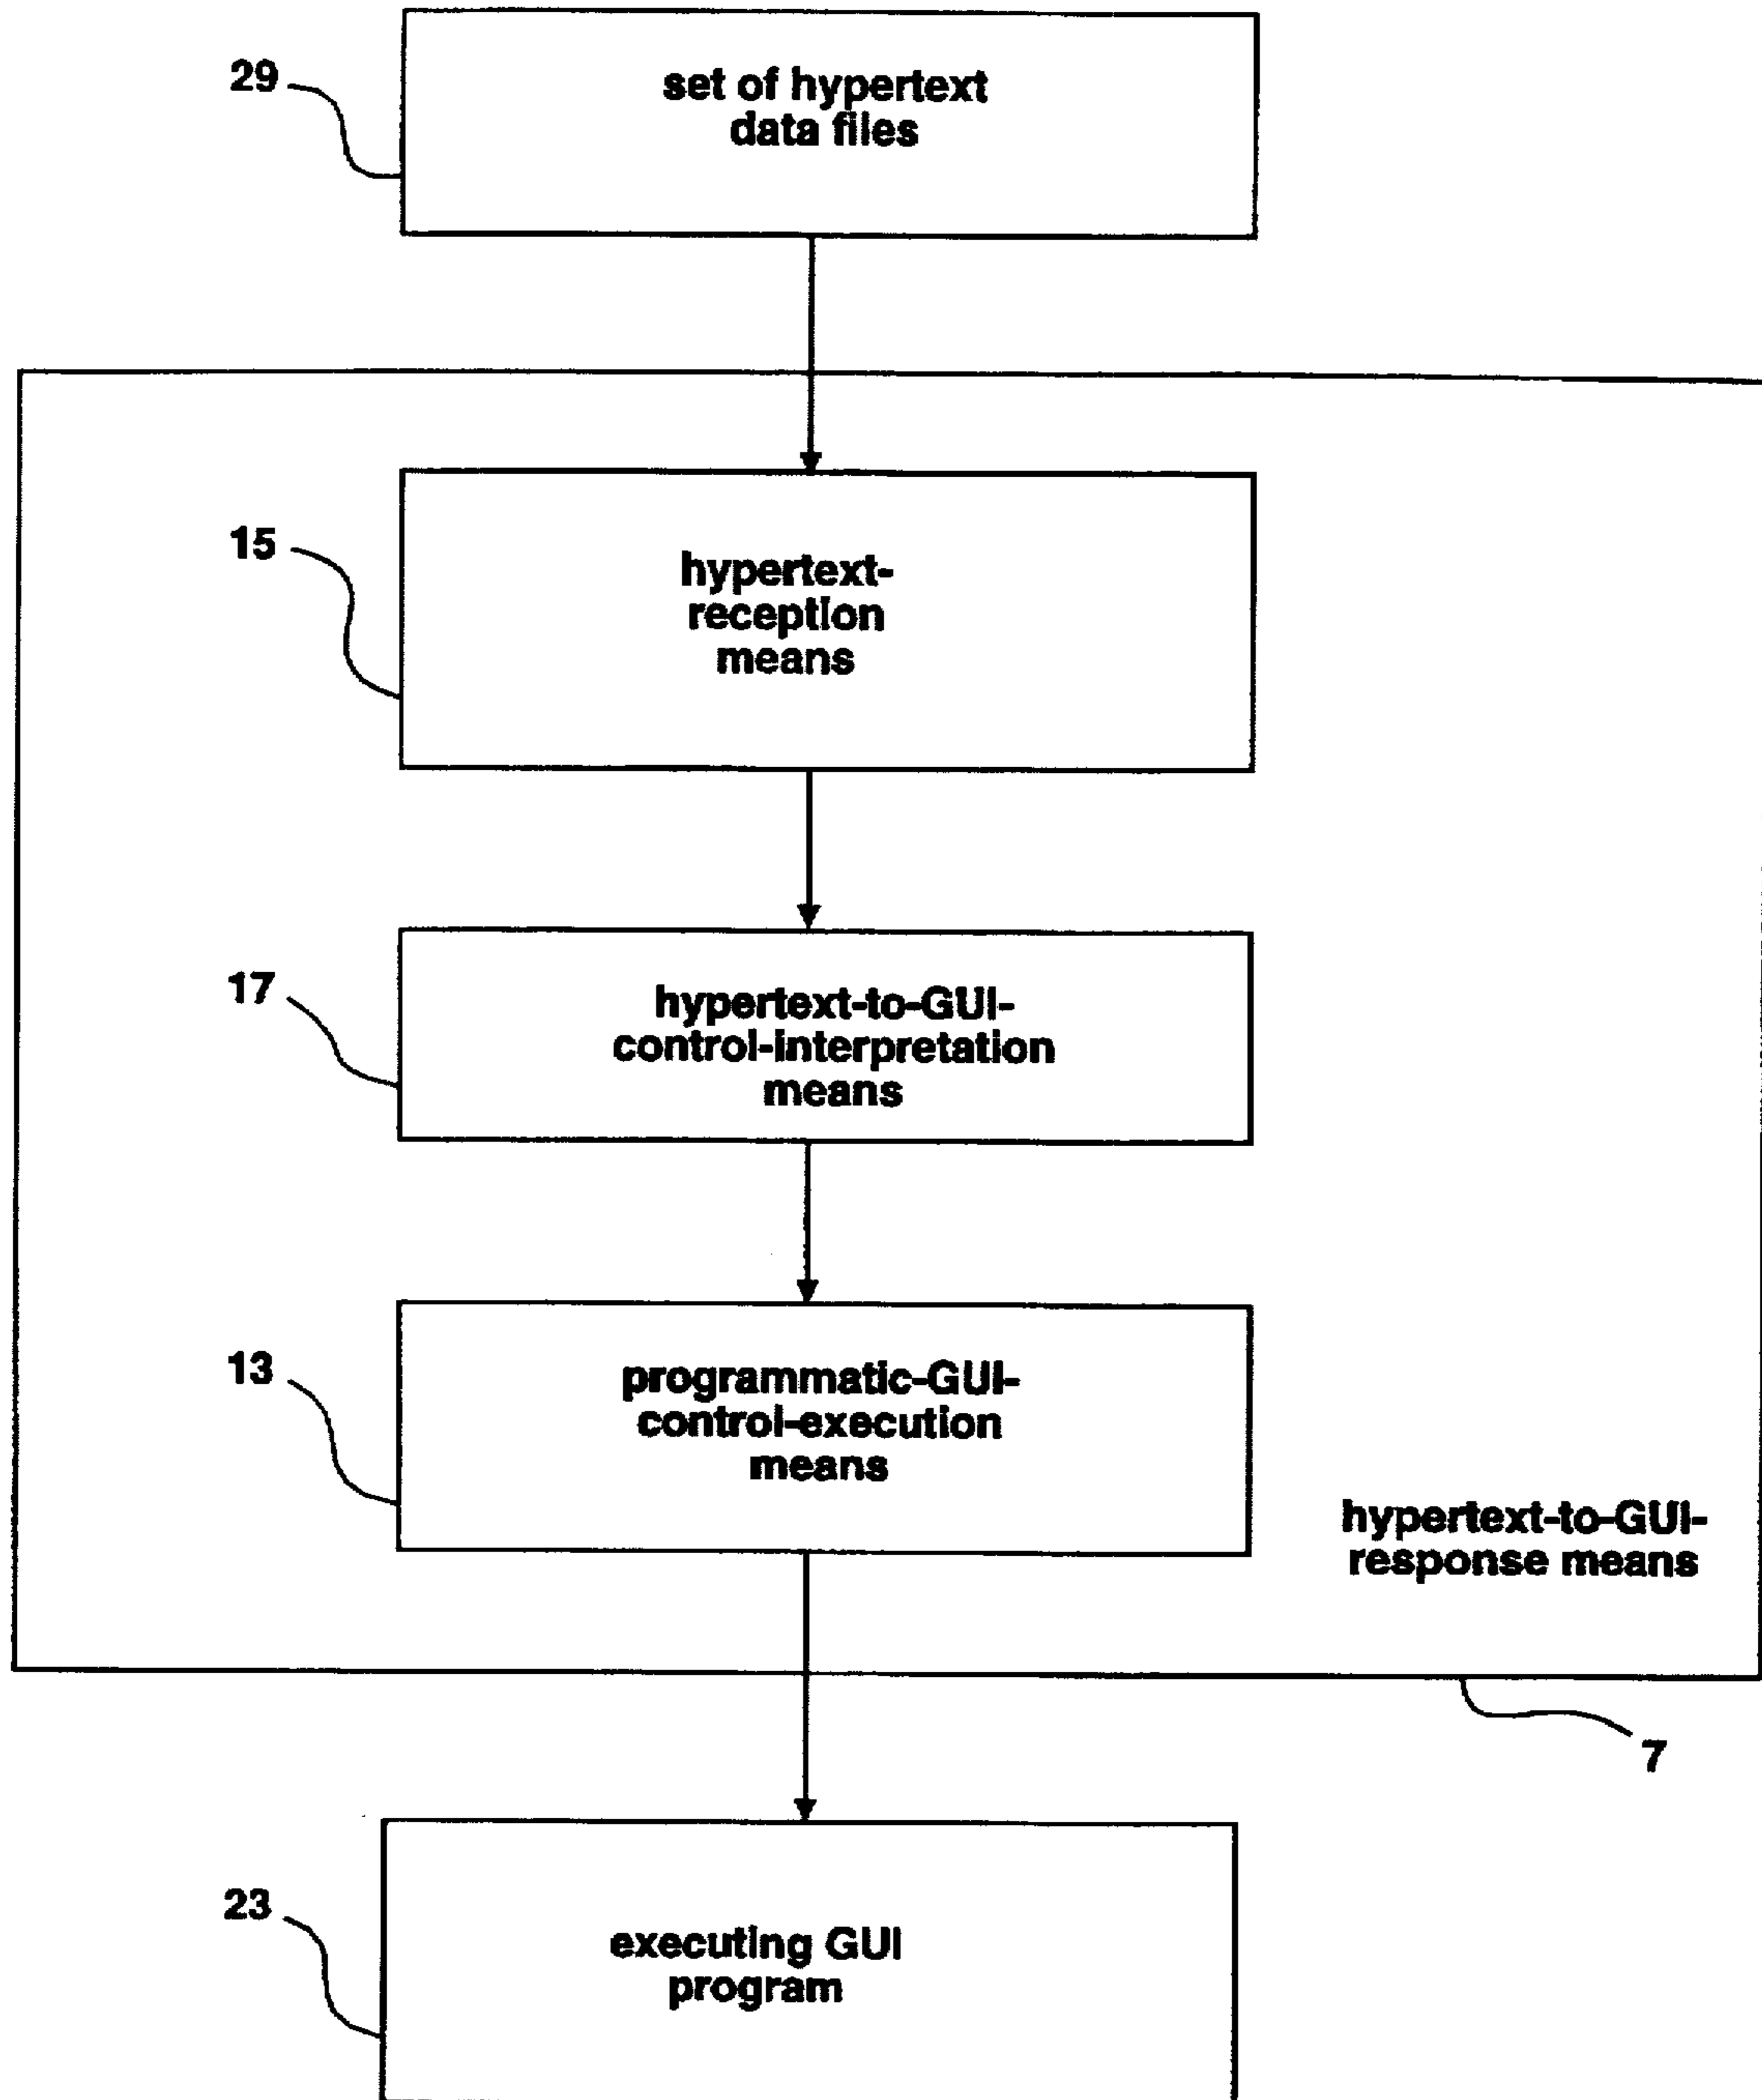 29
set of hypertext
data files
15
hypertext-
reception
means
17
hypertext-to-GUI-
control-interpretation
means
13
programmatic-GUI-
control-execution
means
hypertext-to-GUI-
response means
7
23
executing GUI
program